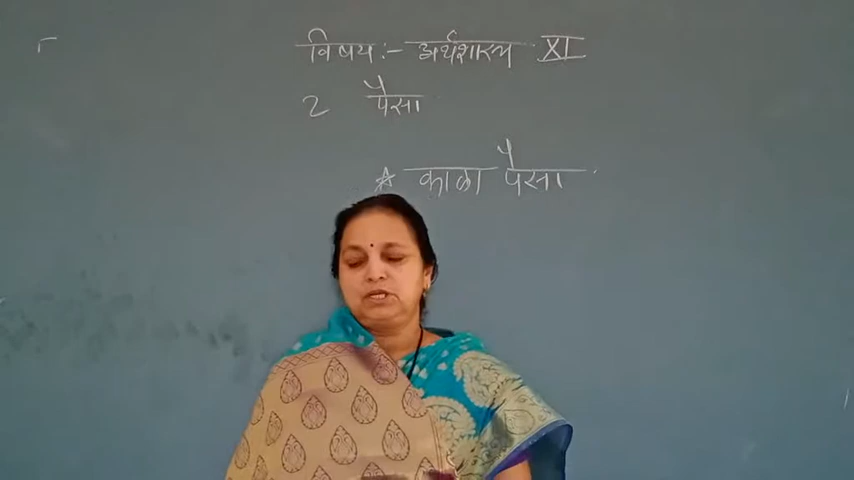 विषय :- अर्थशास्त्र XI
2 पैसा
* काळा पैसा .